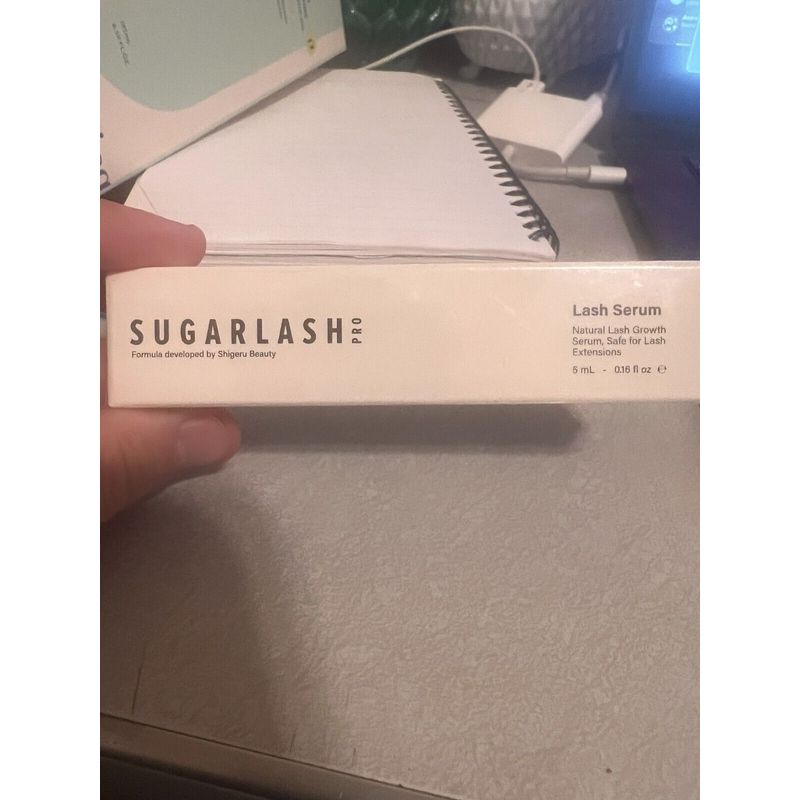 SUGARLASH PRO
Formula developed by Shigeru Beauty
Lash Serum
Natural Lash Growth
Serum, Safe for Lash
Extensions
5 mL - 0.16 fl oz ℮